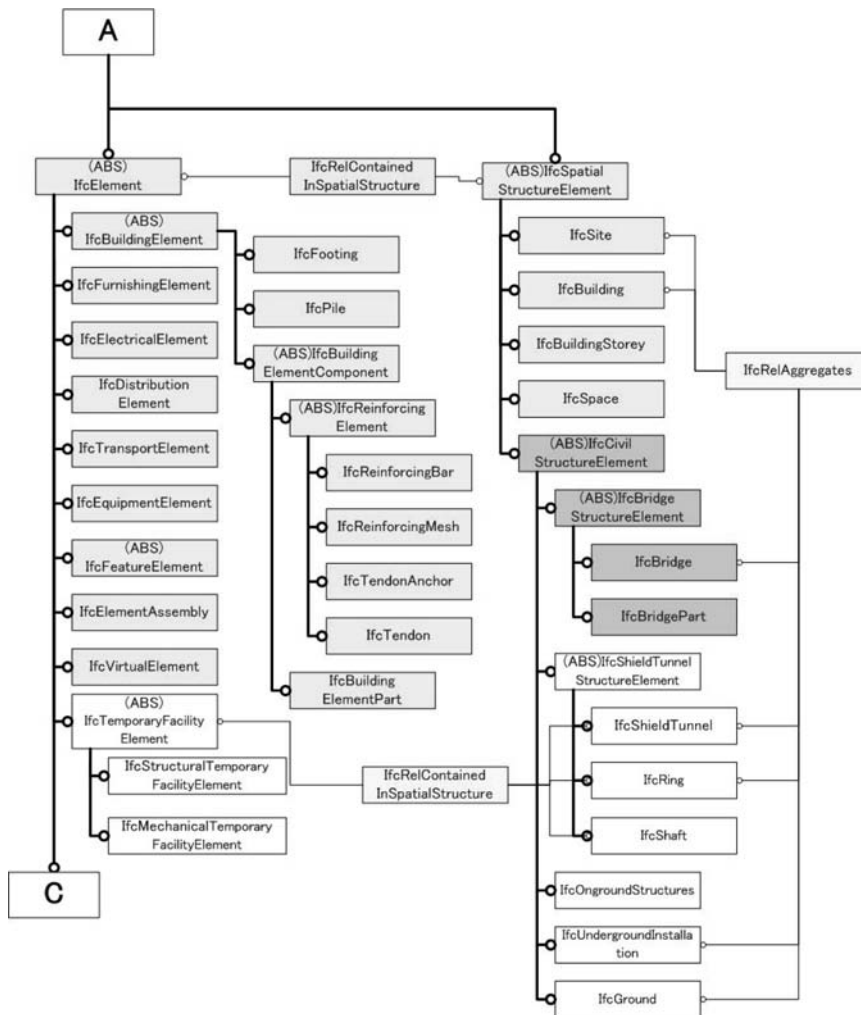 A
(ABS)
IfcElement
IfcRelContained
InSpatialStructure
(ABS)IfcSpatial
StructureElement
(ABS)
IfcBuildingElement
IfcFurnishingElement
IfcElectricalElement
IfcDistribution
Element
IfcTransportElement
IfcEquipmentElement
(ABS)
IfcFeatureElement
IfcElementAssembly
IfcVirtualElement
(ABS)
IfcTemporaryFacility
Element
IfcStructuralTemporary
FacilityElement
IfcMechanicalTemporary
FacilityElement
C
IfcFooting
IfcPile
(ABS)IfcBuilding
ElementComponent
(ABS)IfcReinforcing
Element
IfcReinforcingBar
IfcReinforcingMesh
IfcTendonAnchor
IfcTendon
IfcBuilding
ElementPart
IfcRelContained
InSpatialStructure
IfcSite
IfcBuilding
IfcBuildingStorey
IfcSpace
(ABS)IfcCivil
StructureElement
(ABS)IfcBridge
StructureElement
IfcBridge
IfcBridgePart
(ABS)IfcShieldTunnel
StructureElement
IfcShieldTunnel
IfcRing
IfcShaft
IfcOngroundStructures
IfcUndergroundInstalla
tion
IfcGround
IfcRelAggregates